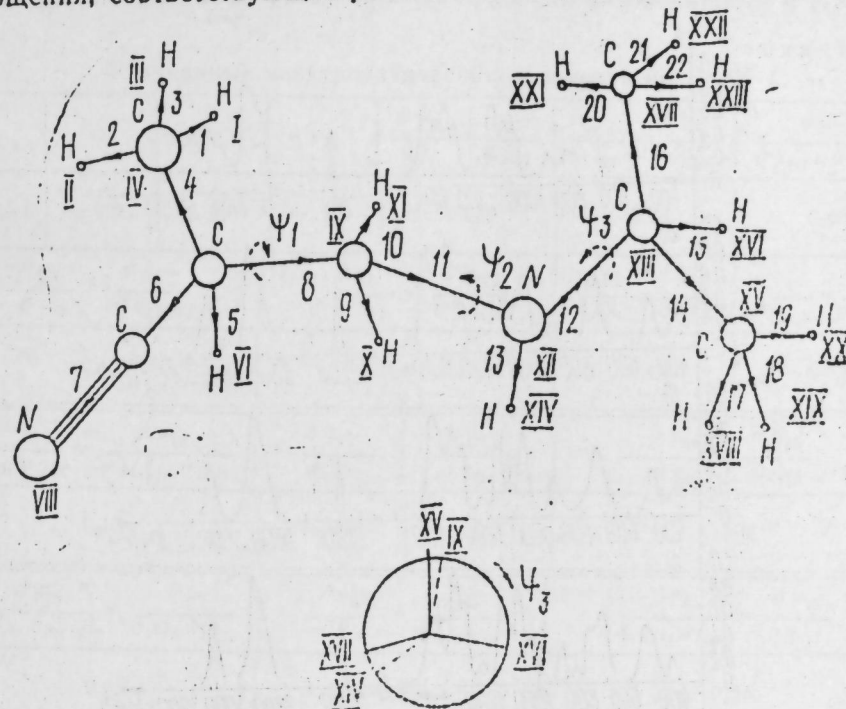 ощения,
H XXII
III H C 21 22 H
C 3 H XXI 20 XVII XXIII
H 2 1 I
II IV 4 16
C Ψ1 IX H XI C Ψ3 H
10 11 Ψ2 N XIII 15 XVI
6 5 8 9 12 14 XV
C H VI X H 13 XII C 19 H XX
7 H XIV 17 18 XIX
N H XVIII H
VIII
XV IX
Ψ3
XVII XVI
XIV